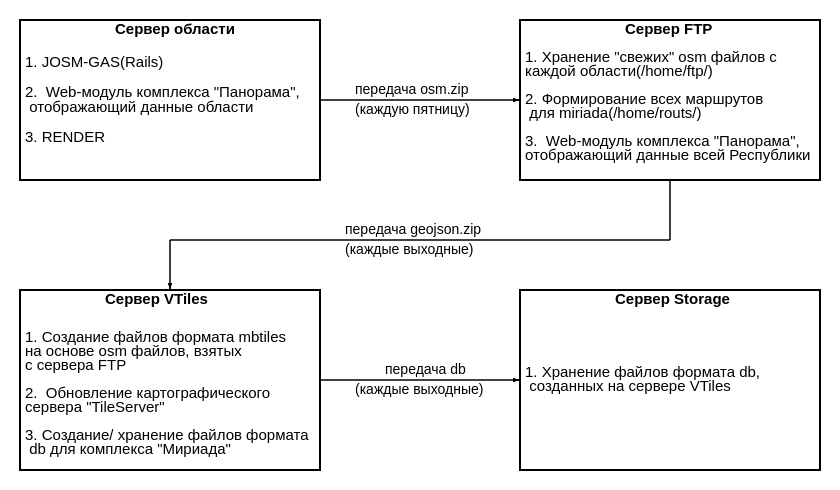 Сервер области
1. JOSM-GAS(Rails)
2.  Web-модуль комплекса "Панорама",
отображающий данные области
3. RENDER
передача osm.zip
(каждую пятницу)
Сервер FTP
1. Хранение "свежих" osm файлов с
каждой области(/home/ftp/)
2. Формирование всех маршрутов
для miriada(/home/routs/)
3.  Web-модуль комплекса "Панорама",
отображающий данные всей Республики
передача geojson.zip
(каждые выходные)
Сервер VTiles
1. Создание файлов формата mbtiles
на основе osm файлов, взятых
с сервера FTP
2.  Обновление картографического
сервера "TileServer"
3. Создание/ хранение файлов формата
db для комплекса "Мириада"
передача db
(каждые выходные)
Сервер Storage
1. Хранение файлов формата db,
созданных на сервере VTiles